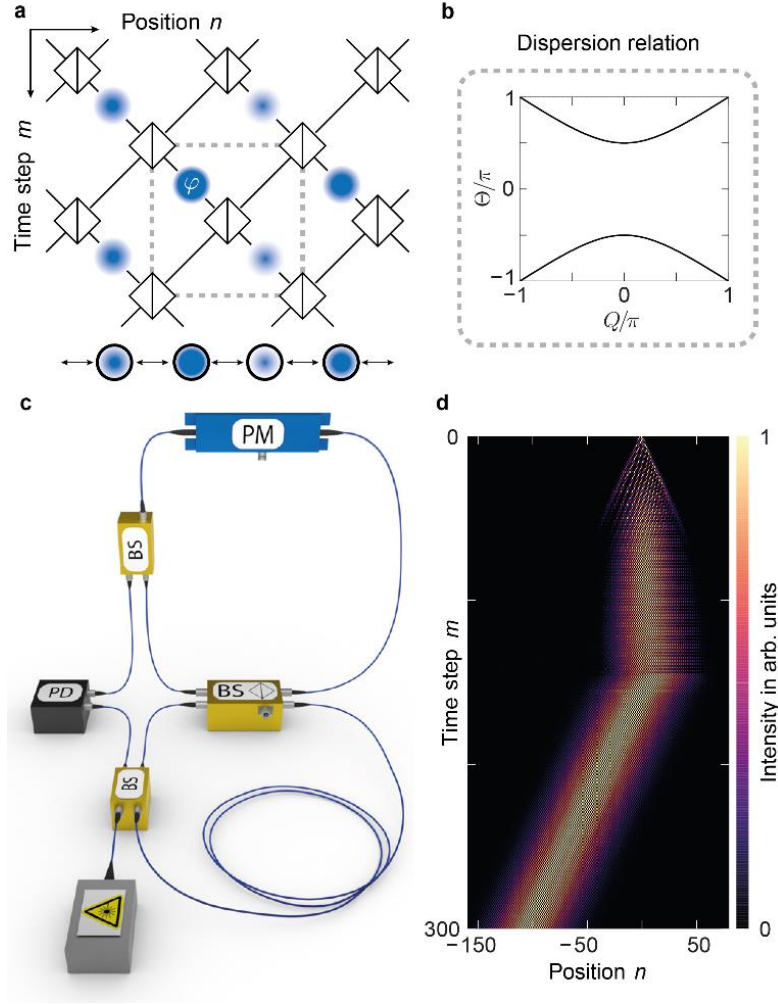 a
Position n
Time step m
φ
b
Dispersion relation
Θ/π
1
0
−1
−1
0
1
Q/π
c
PM
BS
PD
BS
BS
d
0
300
Time step m
−150
−50
50
Position n
1
0
Intensity in arb. units